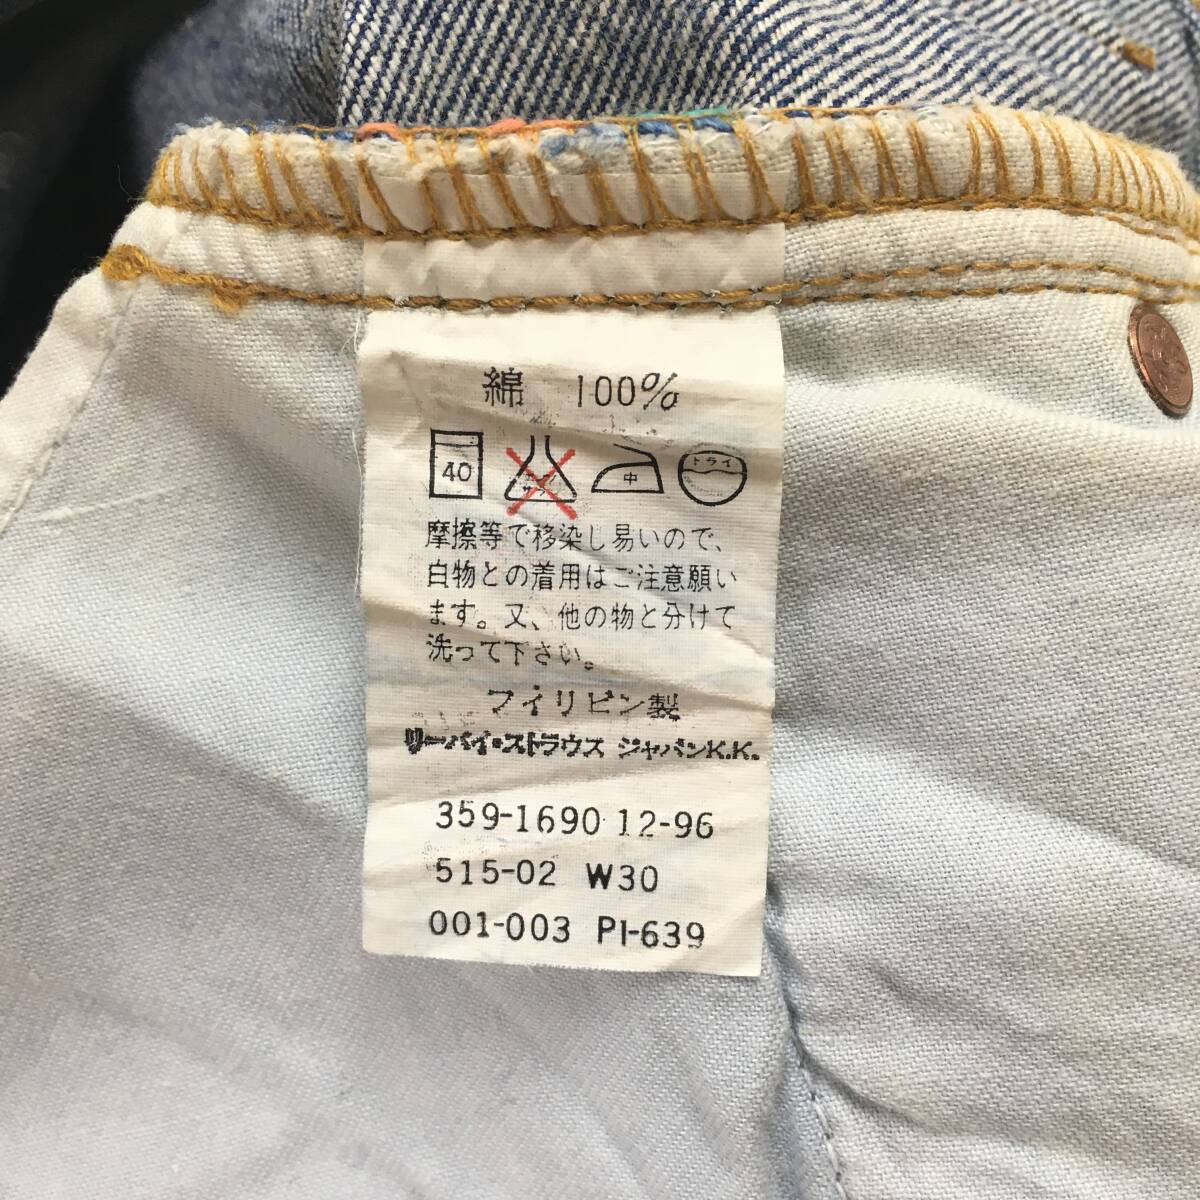 綿 100%
40 中 ドライ
摩擦等で移染し易いので、
白物との着用はご注意願い
ます。又、他の物と分けて
洗って下さい。
フィリピン製
リーバイ・ストラウス ジャパンK.K.
359-1690 12-96
515-02 W30
001-003 PI-639